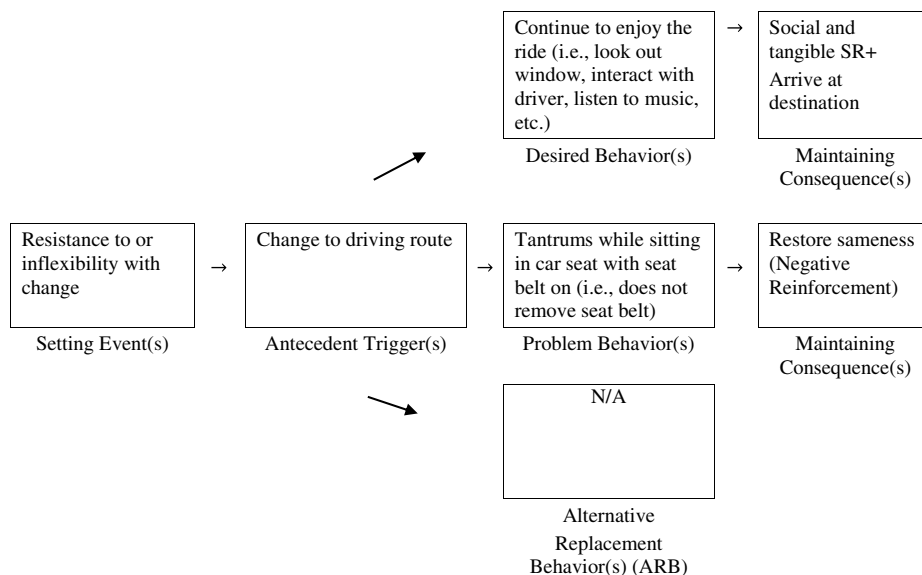 Continue to enjoy the
ride (i.e., look out
window, interact with
driver, listen to music,
etc.)
Desired Behavior(s)
→
Social and
tangible SR+
Arrive at
destination
Maintaining
Consequence(s)
Resistance to or
inflexibility with
change
Setting Event(s)
→
Change to driving route
Antecedent Trigger(s)
→
Tantrums while sitting
in car seat with seat
belt on (i.e., does not
remove seat belt)
Problem Behavior(s)
→
Restore sameness
(Negative
Reinforcement)
Maintaining
Consequence(s)
N/A
Alternative
Replacement
Behavior(s) (ARB)